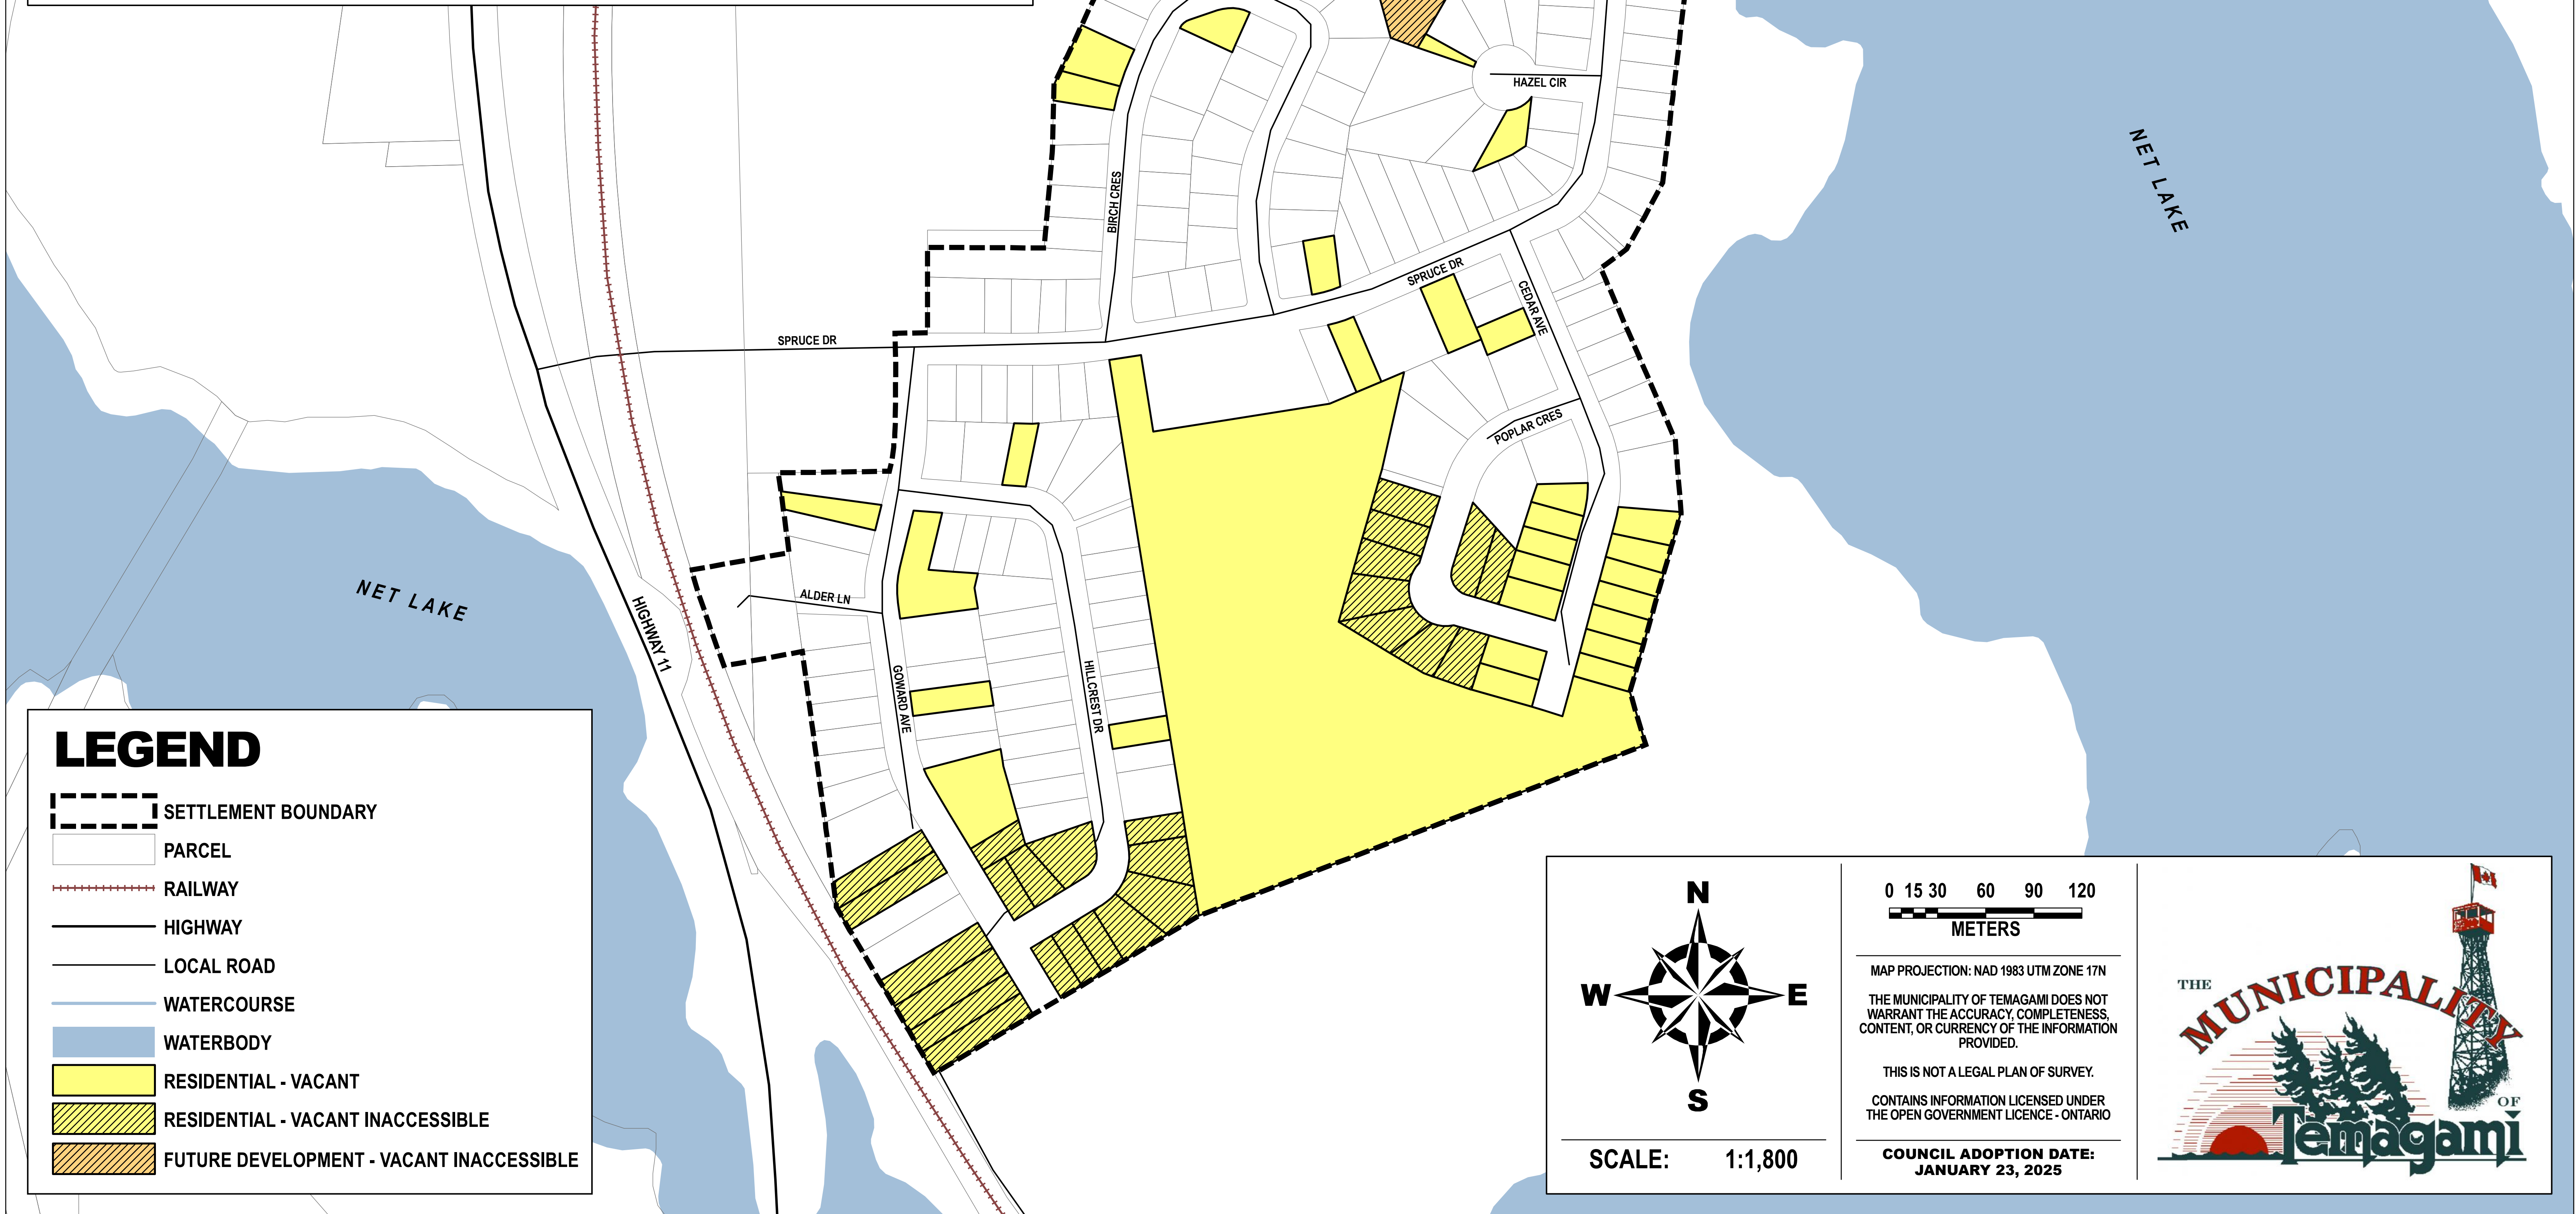 HAZEL CIR
NET LAKE
BIRCH CRES
SPRUCE DR
CEDAR AVE
SPRUCE DR
POPLAR CRES
NET LAKE
HIGHWAY 11
ALDER LN
GOWARD AVE
HILLCREST DR
LEGEND
SETTLEMENT BOUNDARY
PARCEL
RAILWAY
HIGHWAY
LOCAL ROAD
WATERCOURSE
WATERBODY
RESIDENTIAL - VACANT
RESIDENTIAL - VACANT INACCESSIBLE
FUTURE DEVELOPMENT - VACANT INACCESSIBLE
N
W E
S
SCALE: 1:1,800
0 15 30 60 90 120
METERS
MAP PROJECTION: NAD 1983 UTM ZONE 17N
THE MUNICIPALITY OF TEMAGAMI DOES NOT
WARRANT THE ACCURACY, COMPLETENESS,
CONTENT, OR CURRENCY OF THE INFORMATION
PROVIDED.
THIS IS NOT A LEGAL PLAN OF SURVEY.
CONTAINS INFORMATION LICENSED UNDER
THE OPEN GOVERNMENT LICENCE - ONTARIO
COUNCIL ADOPTION DATE:
JANUARY 23, 2025
THE
MUNICIPALITY
OF
Temagami